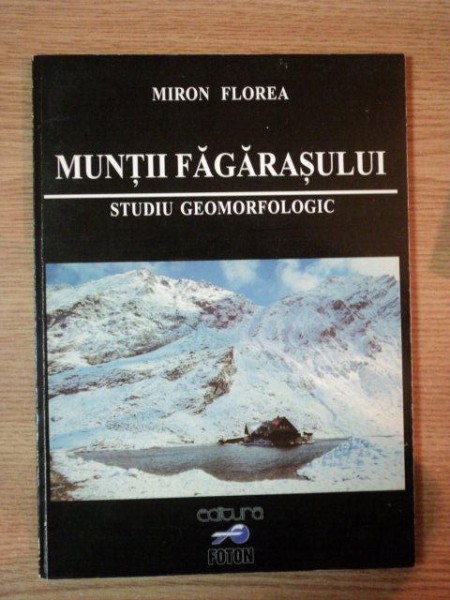 MIRON FLOREA
MUNȚII FĂGĂRAȘULUI
STUDIU GEOMORFOLOGIC
editura
FOTON